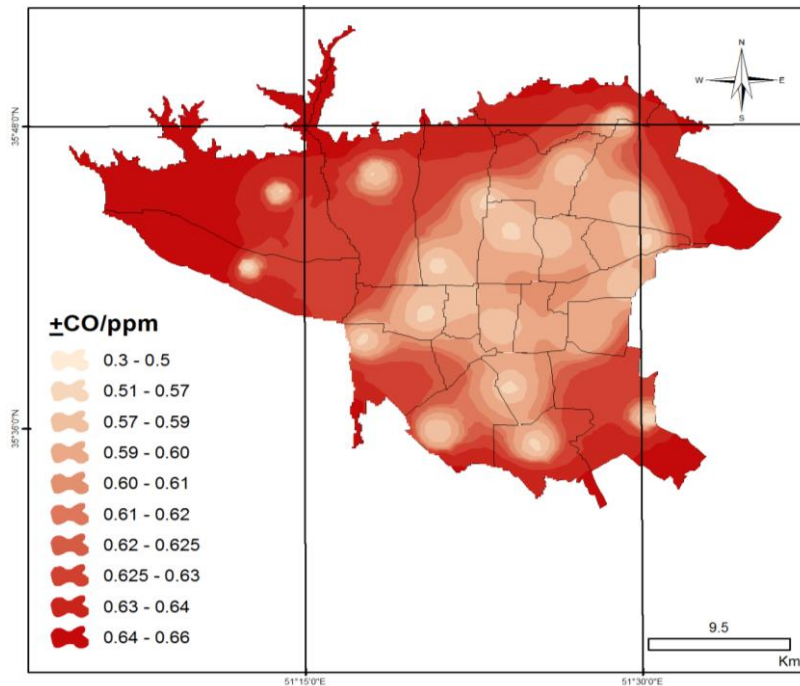 N
W E
S
35°48'0"N
35°36'0"N
±CO/ppm
0.3 - 0.5
0.51 - 0.57
0.57 - 0.59
0.59 - 0.60
0.60 - 0.61
0.61 - 0.62
0.62 - 0.625
0.625 - 0.63
0.63 - 0.64
0.64 - 0.66
9.5
Km
51°15'0"E
51°30'0"E